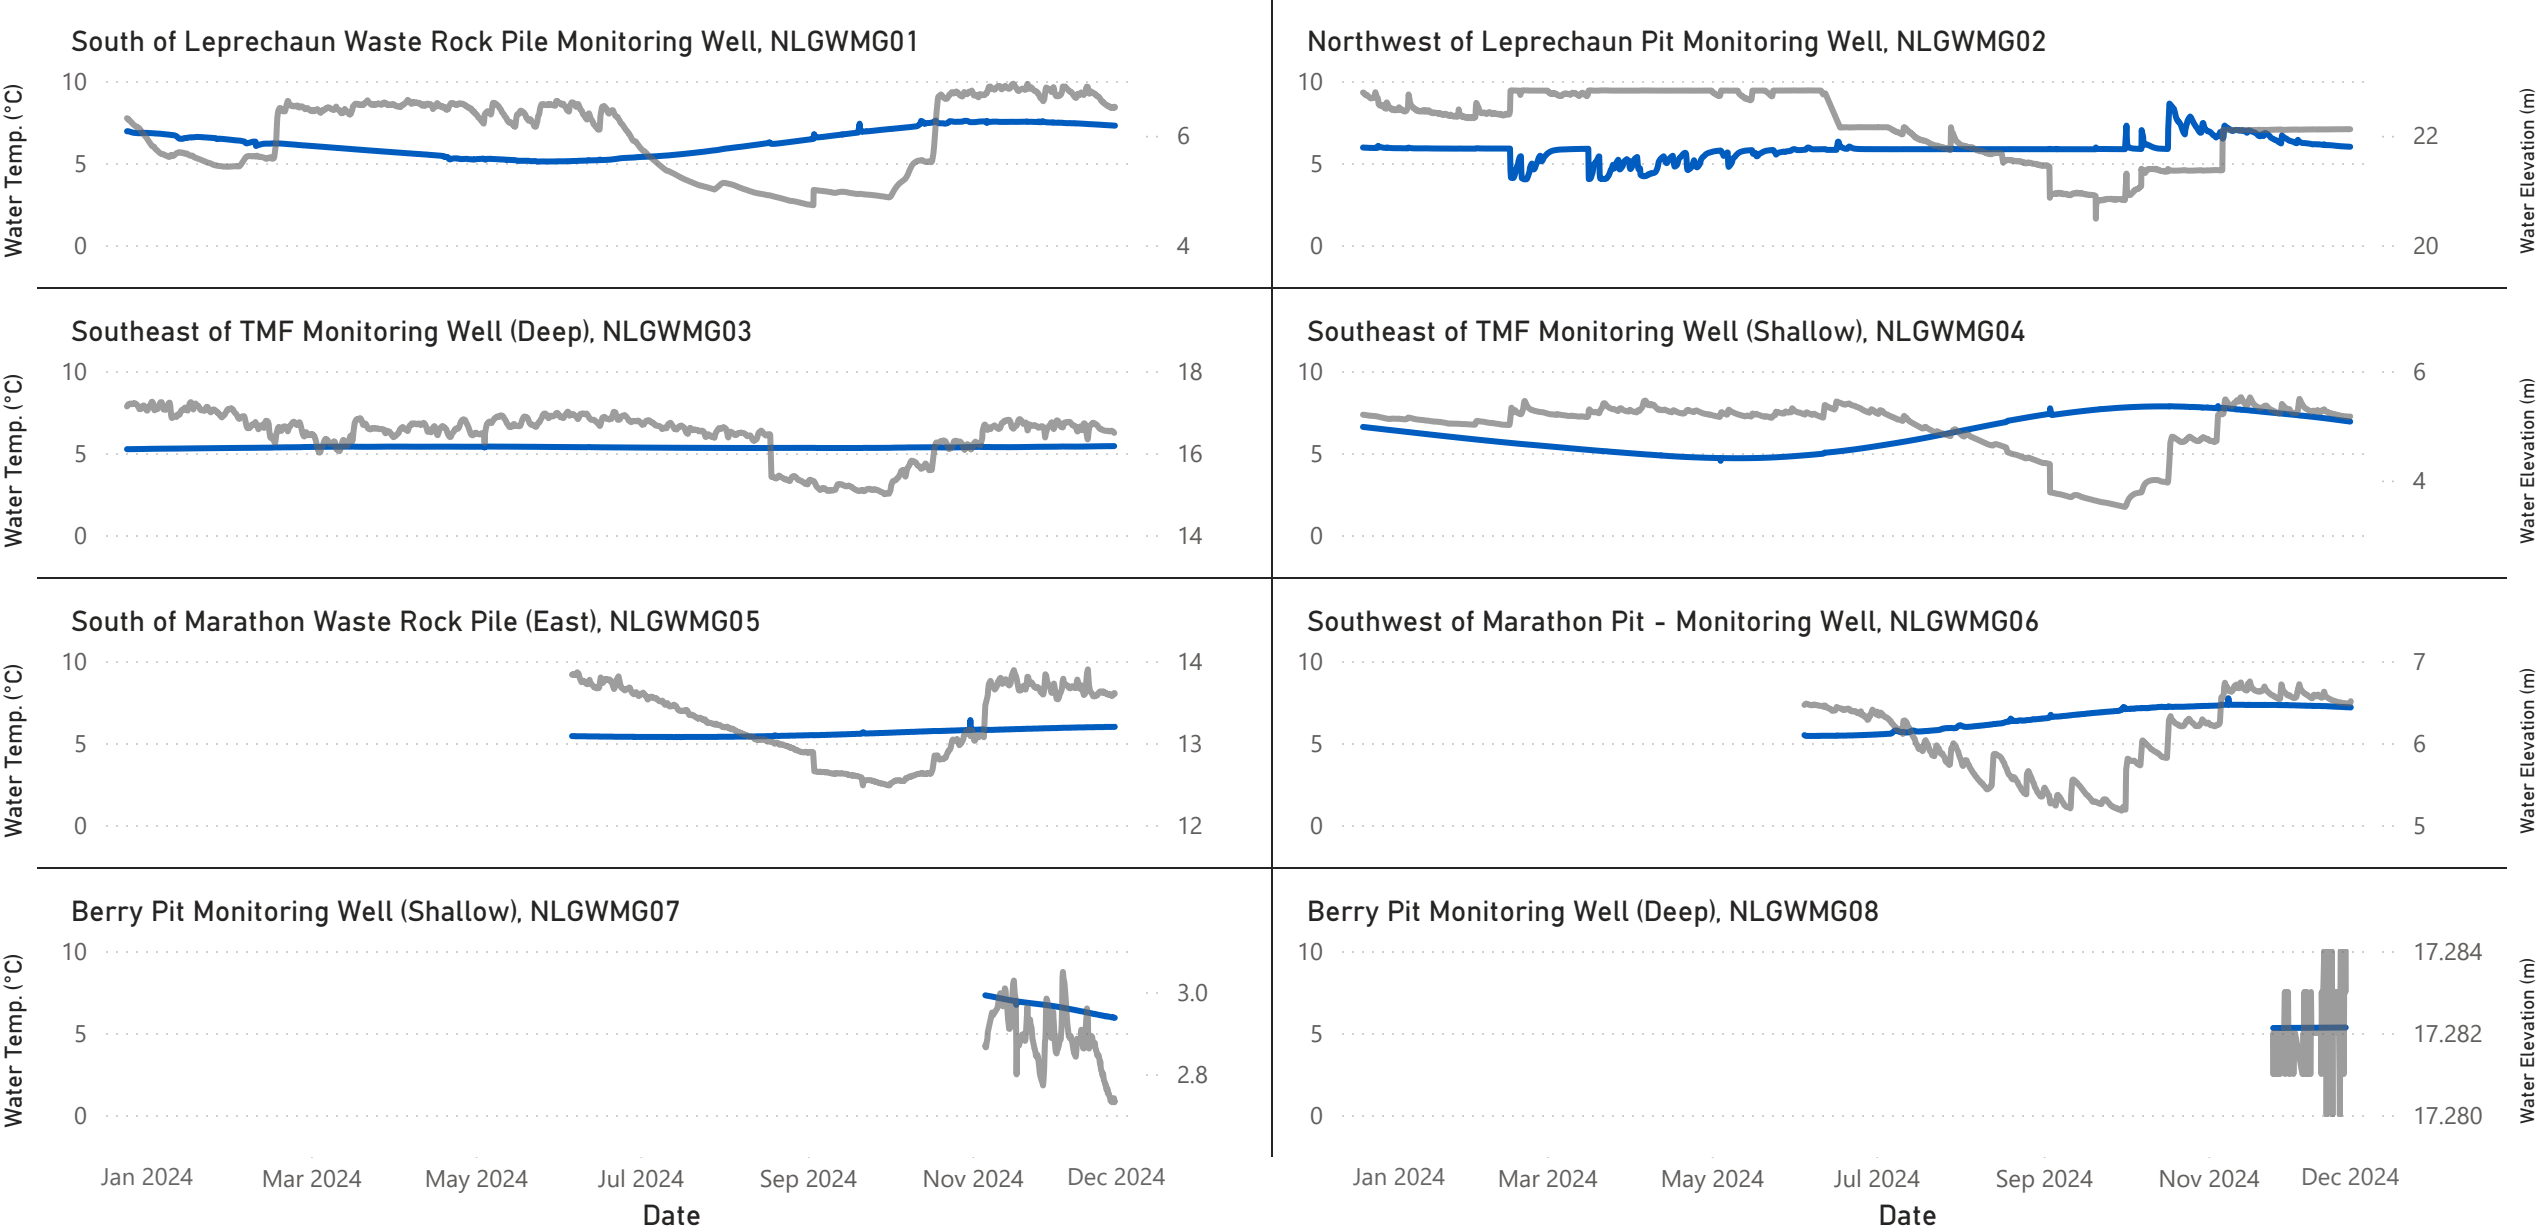 South of Leprechaun Waste Rock Pile Monitoring Well, NLGWMG01
Water Temp. (°C)
10
5
0
6
4
Northwest of Leprechaun Pit Monitoring Well, NLGWMG02
10
5
0
22
20
Water Elevation (m)
Southeast of TMF Monitoring Well (Deep), NLGWMG03
Water Temp. (°C)
10
5
0
18
16
14
Southeast of TMF Monitoring Well (Shallow), NLGWMG04
10
5
0
6
4
Water Elevation (m)
South of Marathon Waste Rock Pile (East), NLGWMG05
Water Temp. (°C)
10
5
0
14
13
12
Southwest of Marathon Pit - Monitoring Well, NLGWMG06
10
5
0
7
6
5
Water Elevation (m)
Berry Pit Monitoring Well (Shallow), NLGWMG07
Water Temp. (°C)
10
5
0
3.0
2.8
Jan 2024 Mar 2024 May 2024 Jul 2024 Sep 2024 Nov 2024 Dec 2024
Date
Berry Pit Monitoring Well (Deep), NLGWMG08
10
5
0
17.284
17.282
17.280
Water Elevation (m)
Jan 2024 Mar 2024 May 2024 Jul 2024 Sep 2024 Nov 2024 Dec 2024
Date